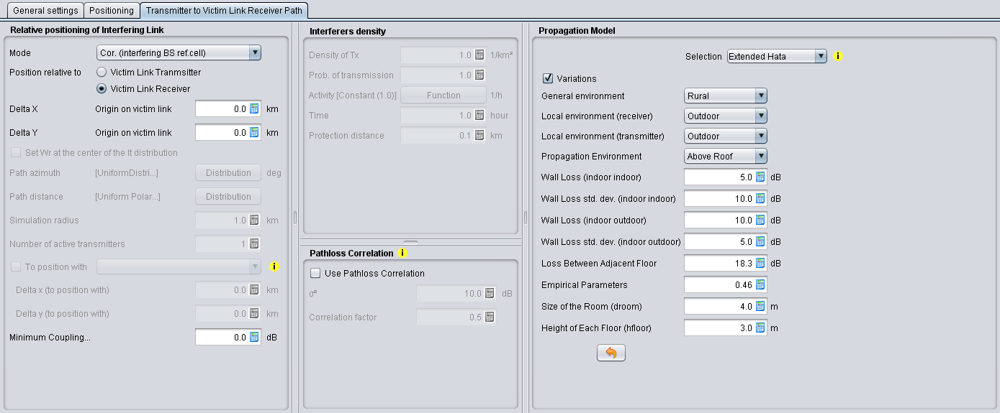 General settings
Positioning
Transmitter to Victim Link Receiver Path
Relative positioning of Interfering Link
Mode Cor. (interfering BS ref.cell)
Position relative to Victim Link Tranmsitter
Victim Link Receiver
Delta X Origin on victim link 0.0 km
Delta Y Origin on victim link 0.0 km
Set Wr at the center of the It distribution
Path azimuth [UniformDistri...] Distribution deg
Path distance [Uniform Polar...] Distribution
Simulation radius 1.0 km
Number of active transmitters 1
To position with i
Delta x (to position with) 0.0 km
Delta y (to position with) 0.0 km
Minimum Coupling... 0.0 dB
Interferers density
Density of Tx 1.0 1/km²
Prob. of transmission 1.0
Activity [Constant (1.0)] Function 1/h
Time 1.0 hour
Protection distance 0.1 km
Pathloss Correlation i
Use Pathloss Correlation
σ² 10.0 dB
Correlation factor 0.5
Propagation Model
Selection Extended Hata i
Variations
General environment Rural
Local environment (receiver) Outdoor
Local environment (transmitter) Outdoor
Propagation Environment Above Roof
Wall Loss (indoor indoor) 5.0 dB
Wall Loss std. dev. (indoor indoor) 10.0 dB
Wall Loss (indoor outdoor) 10.0 dB
Wall Loss std. dev. (indoor outdoor) 5.0 dB
Loss Between Adjacent Floor 18.3 dB
Empirical Parameters 0.46
Size of the Room (droom) 4.0 m
Height of Each Floor (hfloor) 3.0 m